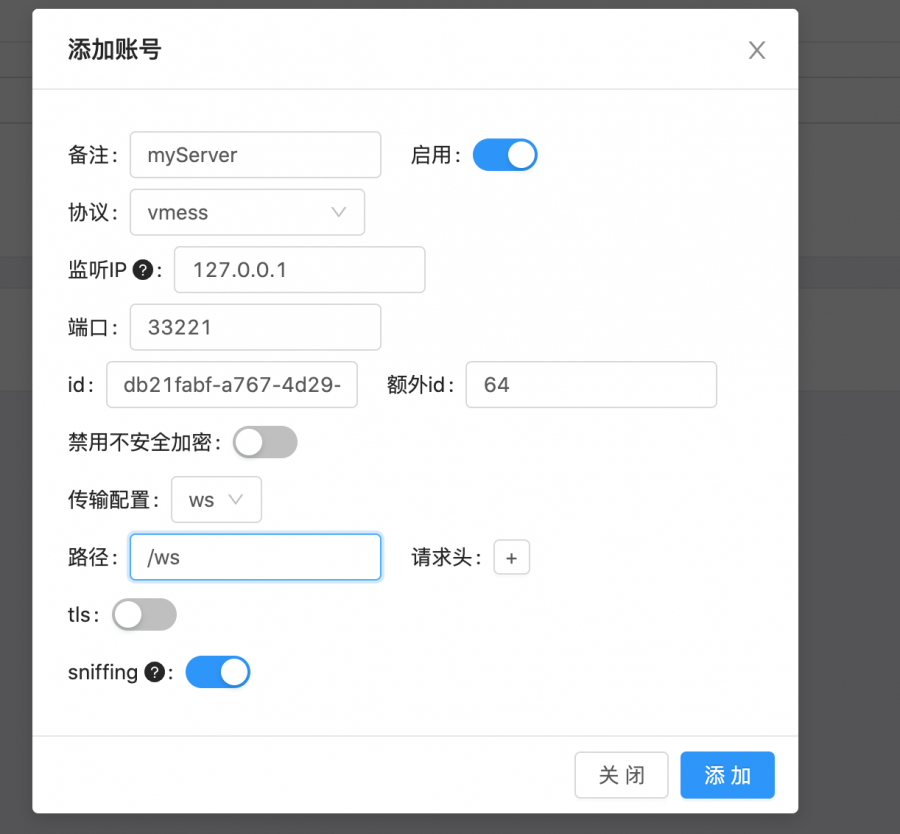 添加账号
备注: myServer 启用:
协议: vmess
监听IP ?: 127.0.0.1
端口: 33221
id: db21fabf-a767-4d29- 额外id: 64
禁用不安全加密:
传输配置: ws
路径: /ws 请求头: +
tls:
sniffing ?:
关 闭 添 加